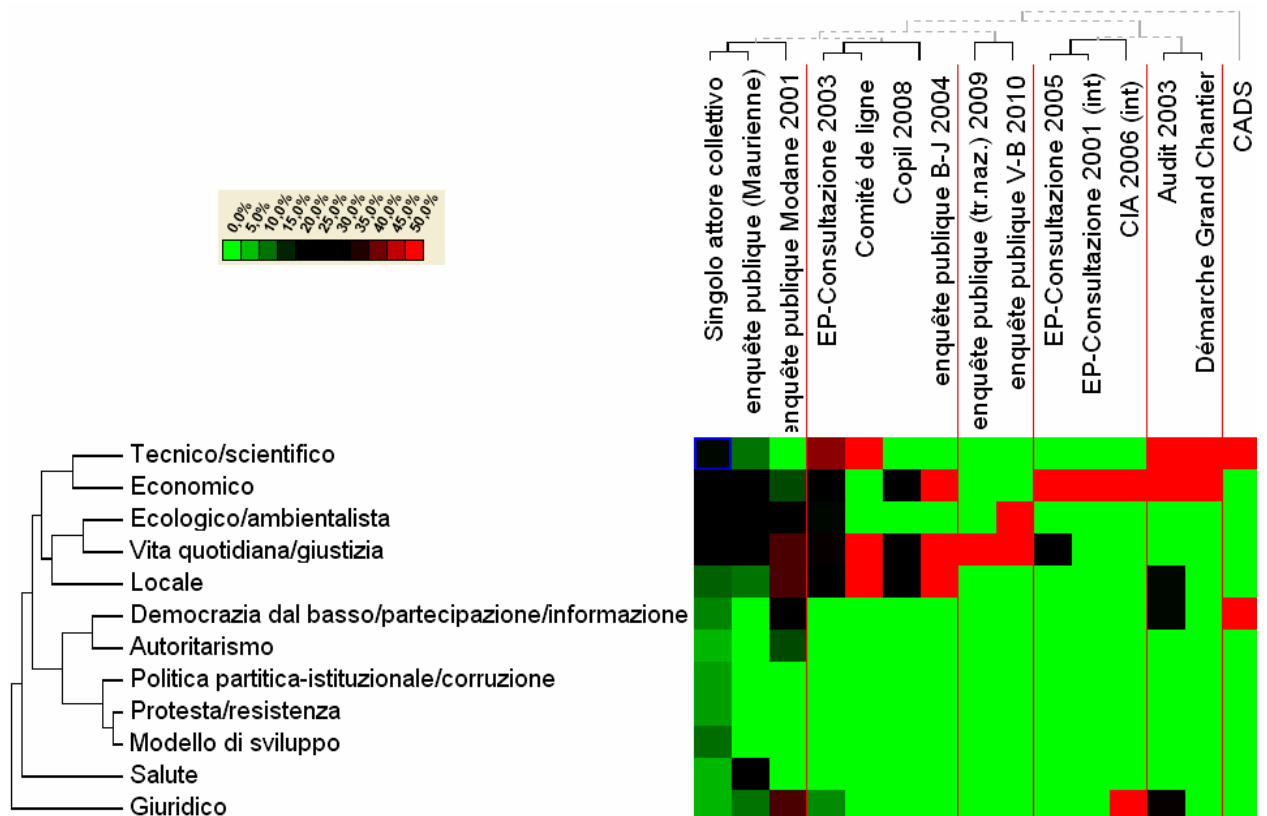 Singolo attore collettivo
enquête publique (Maurienne)
enquête publique Modane 2001
EP-Consultazione 2003
Comité de ligne
Copil 2008
enquête publique B-J 2004
enquête publique (tr.naz.) 2009
enquête publique V-B 2010
EP-Consultazione 2005
EP-Consultazione 2001 (int)
CIA 2006 (int)
Audit 2003
Démarche Grand Chantier
CADS
0,0%
5,0%
10,0%
15,0%
20,0%
25,0%
30,0%
35,0%
40,0%
45,0%
50,0%
Tecnico/scientifico
Economico
Ecologico/ambientalista
Vita quotidiana/giustizia
Locale
Democrazia dal basso/partecipazione/informazione
Autoritarismo
Politica partitica-istituzionale/corruzione
Protesta/resistenza
Modello di sviluppo
Salute
Giuridico